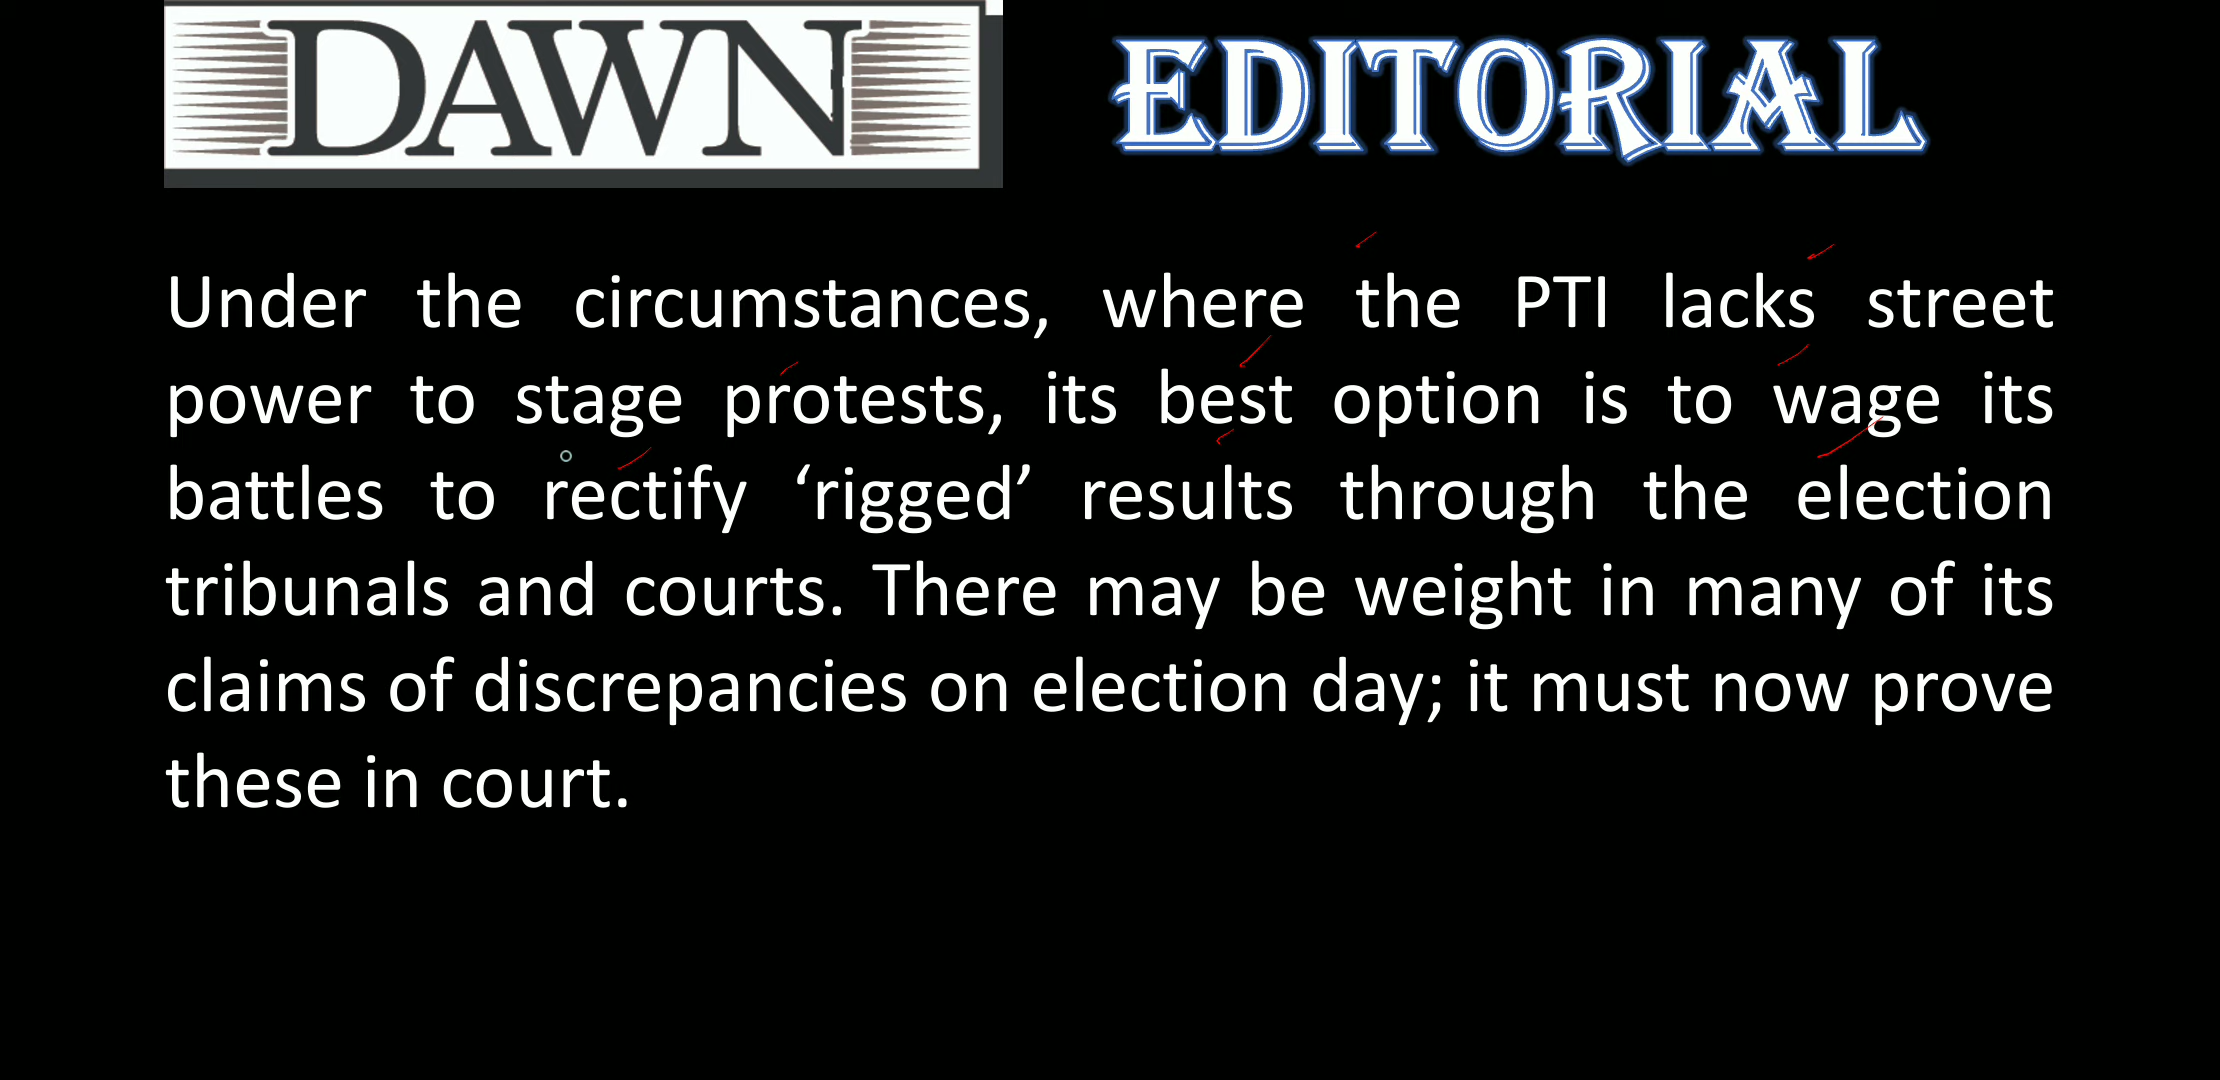 DAWN EDITORIAL
Under the circumstances, where the PTI lacks street
power to stage protests, its best option is to wage its
battles to rectify ‘rigged’ results through the election
tribunals and courts. There may be weight in many of its
claims of discrepancies on election day; it must now prove
these in court.